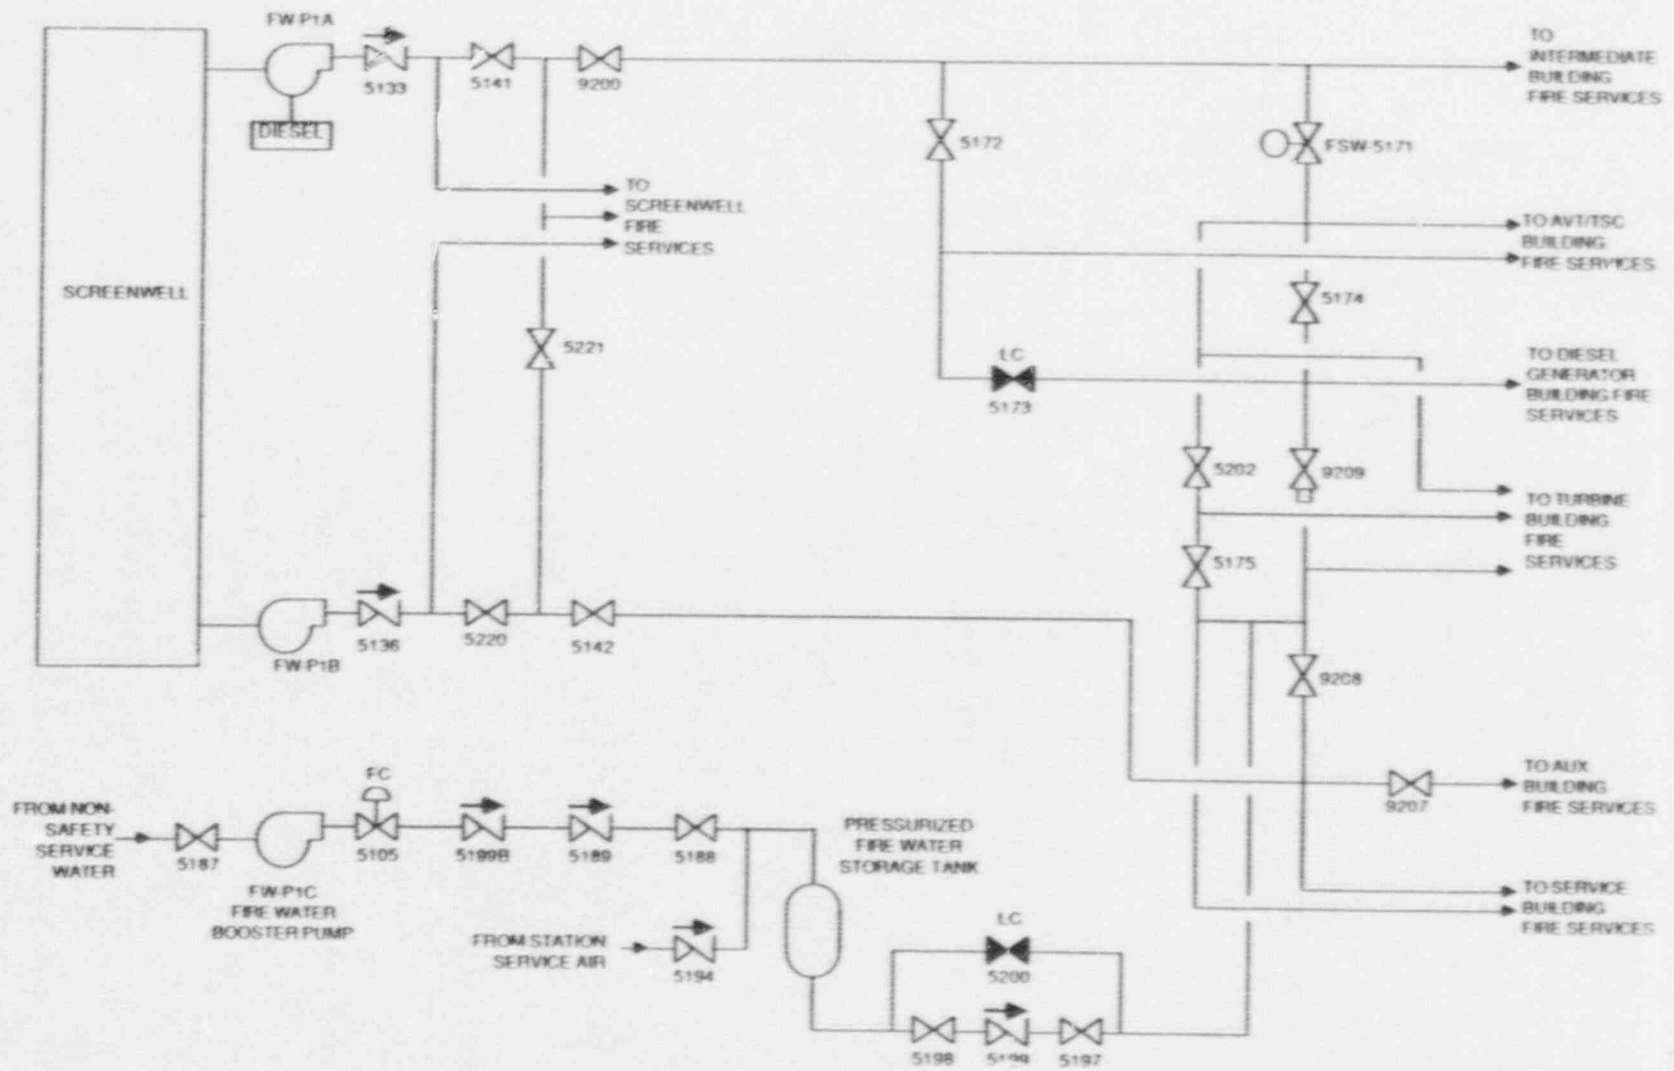 FW-P1A
DIESEL
5133
5141
9200
TO
INTERMEDIATE
BUILDING
FIRE SERVICES
5172
FSW-5171
TO
SCREENWELL
FIRE
SERVICES
TO AVT/TSC
BUILDING
FIRE SERVICES
SCREENWELL
5174
5221
LC
5173
TO DIESEL
GENERATOR
BUILDING FIRE
SERVICES
5202
9209
TO TURBINE
BUILDING
FIRE
SERVICES
5175
FW-P1B
5136
5220
5142
9208
TO AUX
BUILDING
FIRE SERVICES
9207
FROM NON-
SAFETY
SERVICE
WATER
5187
FW-P1C
FIRE WATER
BOOSTER PUMP
FC
5105
5199B
5189
5188
PRESSURIZED
FIRE WATER
STORAGE TANK
FROM STATION
SERVICE AIR
5194
LC
5200
5198
5199
5197
TO SERVICE
BUILDING
FIRE SERVICES